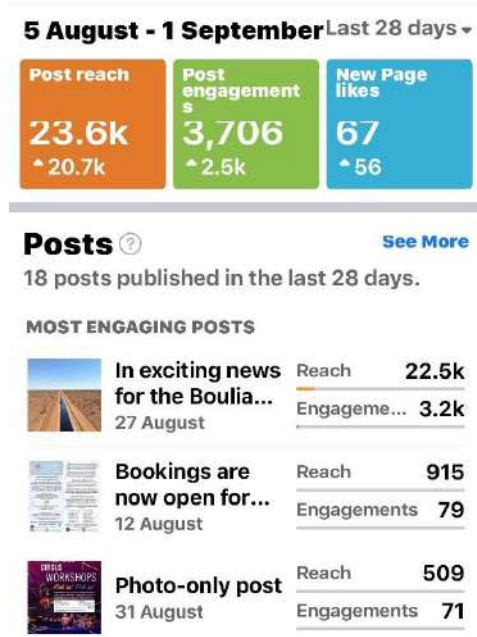 5 August - 1 September Last 28 days
Post reach
23.6k
20.7k
Post
engagement
s
3,706
2.5k
New Page
likes
67
56
Posts ?
See More
18 posts published in the last 28 days.
MOST ENGAGING POSTS
In exciting news
for the Boulia...
27 August
Reach 22.5k
Engageme... 3.2k
Bookings are
now open for...
12 August
Reach 915
Engagements 79
CIRCUS
WORKSHOPS
Photo-only post
31 August
Reach 509
Engagements 71